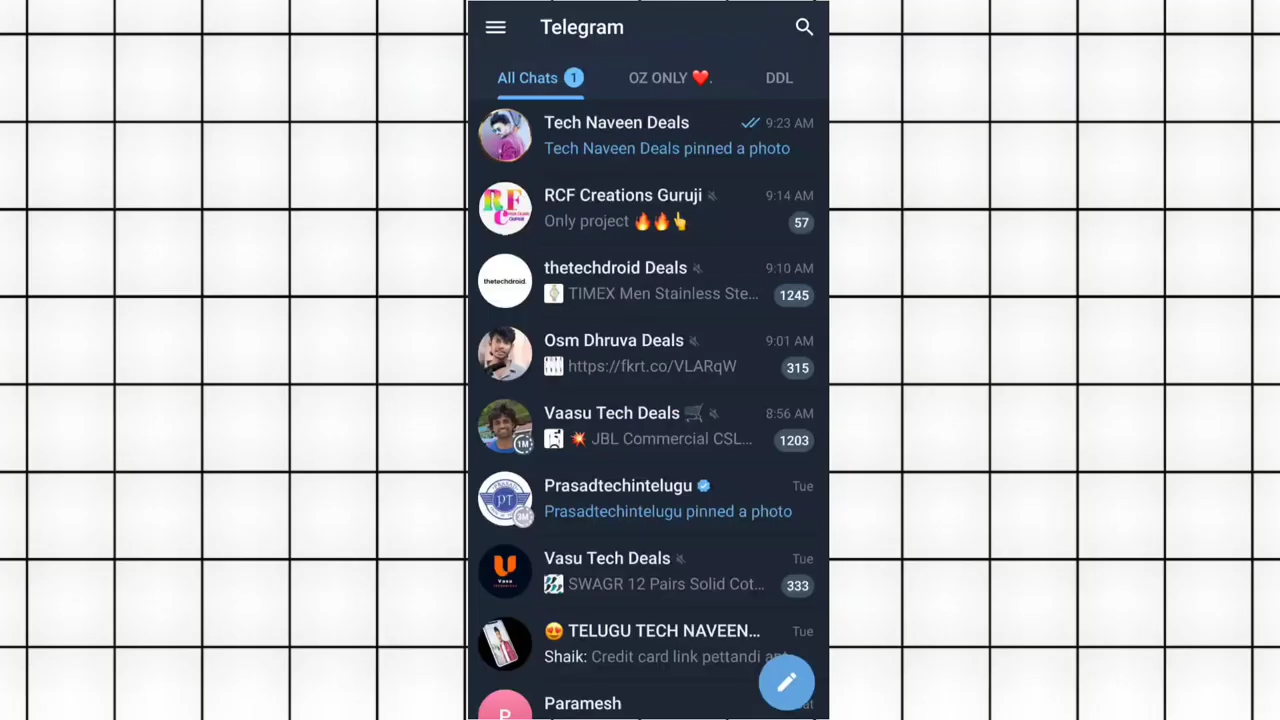 Telegram
All Chats 1 OZ ONLY ❤️. DDL
Tech Naveen Deals 9:23 AM
Tech Naveen Deals pinned a photo
RCF Creations Guruji 9:14 AM
Only project 🔥🔥👆 57
thetechdroid.
thetechdroid Deals 9:10 AM
TIMEX Men Stainless Ste... 1245
Osm Dhruva Deals 9:01 AM
https://fkrt.co/VLARqW 315
Vaasu Tech Deals 🛒 8:56 AM
1M
💥 JBL Commercial CSL... 1203
Prasadtechintelugu Tue
PT
Prasadtechintelugu pinned a photo
Vasu Tech Deals Tue
Vasu
SWAGR 12 Pairs Solid Cot... 333
😍 TELUGU TECH NAVEEN... Tue
Shaik: Credit card link pettandi
Paramesh
P